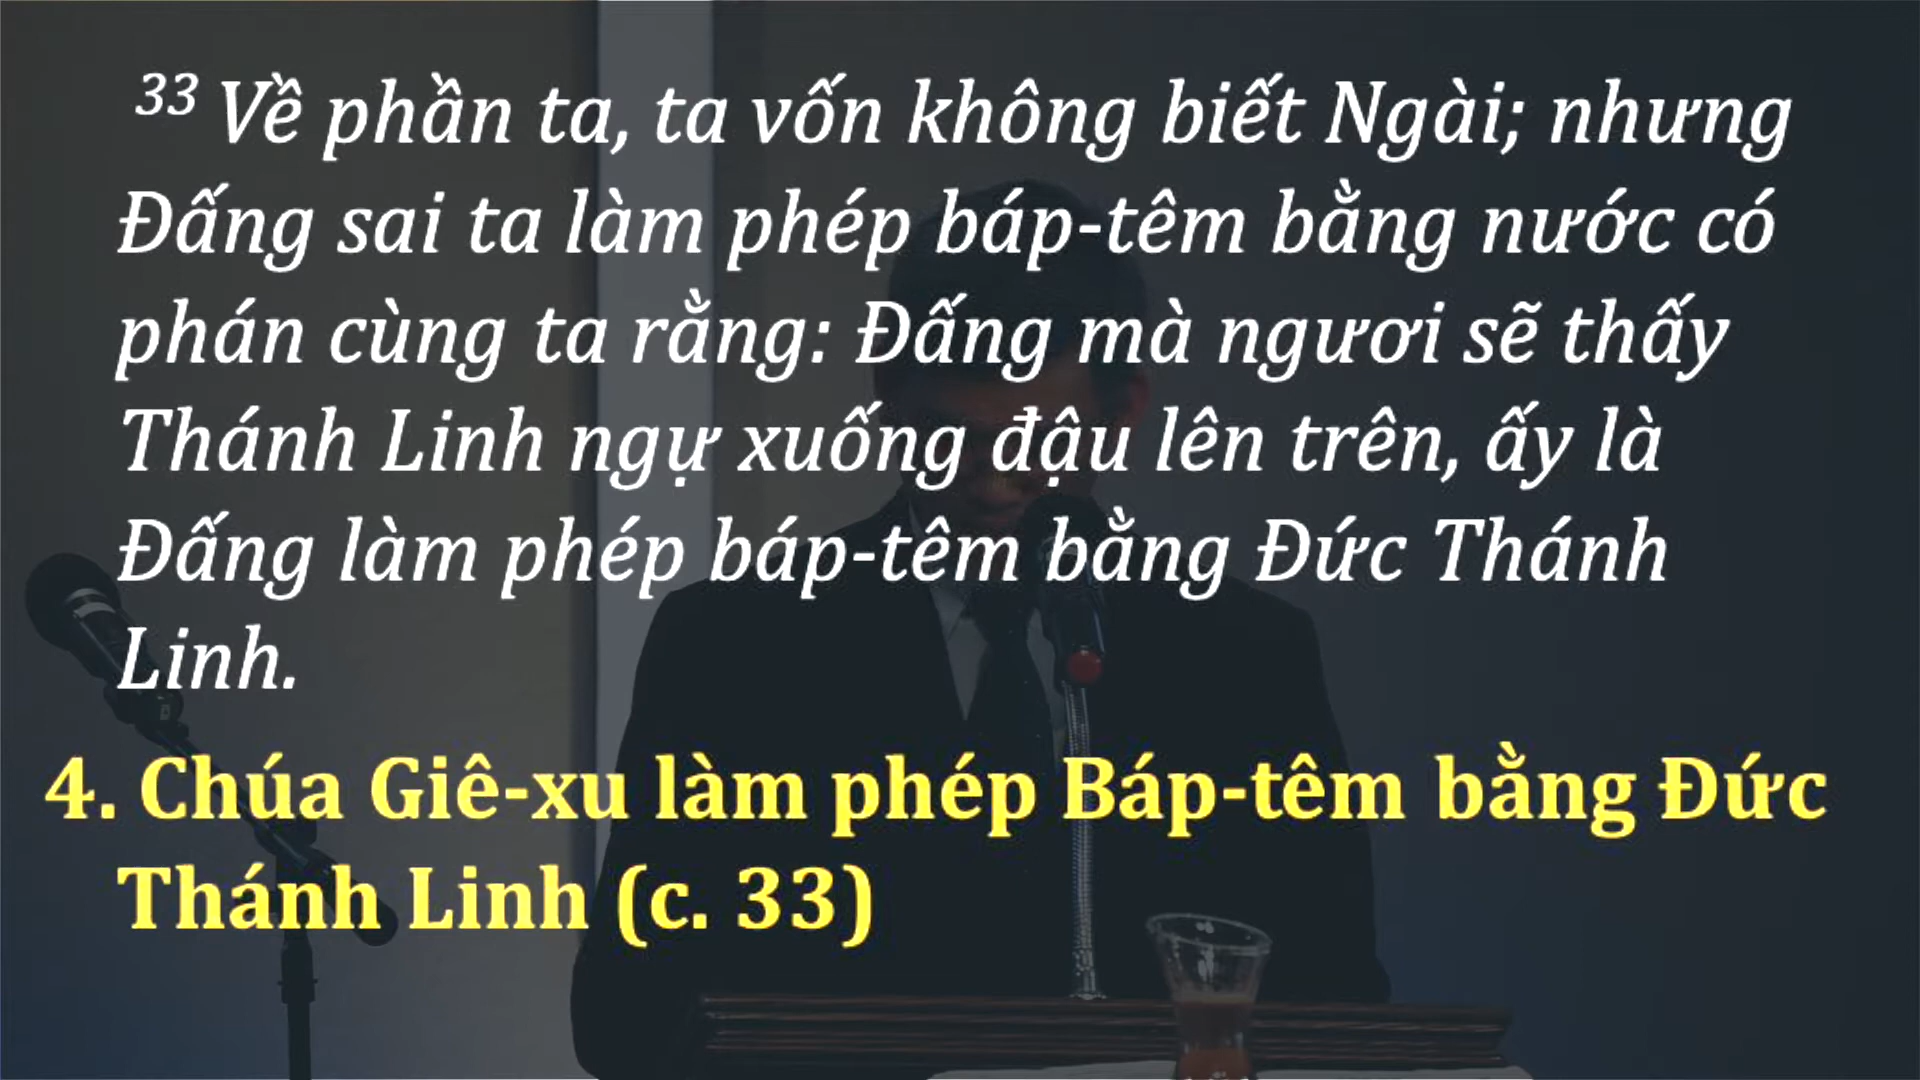 33 Về phần ta, ta vốn không biết Ngài; nhưng
Đấng sai ta làm phép báp-têm bằng nước có
phán cùng ta rằng: Đấng mà ngươi sẽ thấy
Thánh Linh ngự xuống đậu lên trên, ấy là
Đấng làm phép báp-têm bằng Đức Thánh
Linh.
4. Chúa Giê-xu làm phép Báp-têm bằng Đức
Thánh Linh (c. 33)